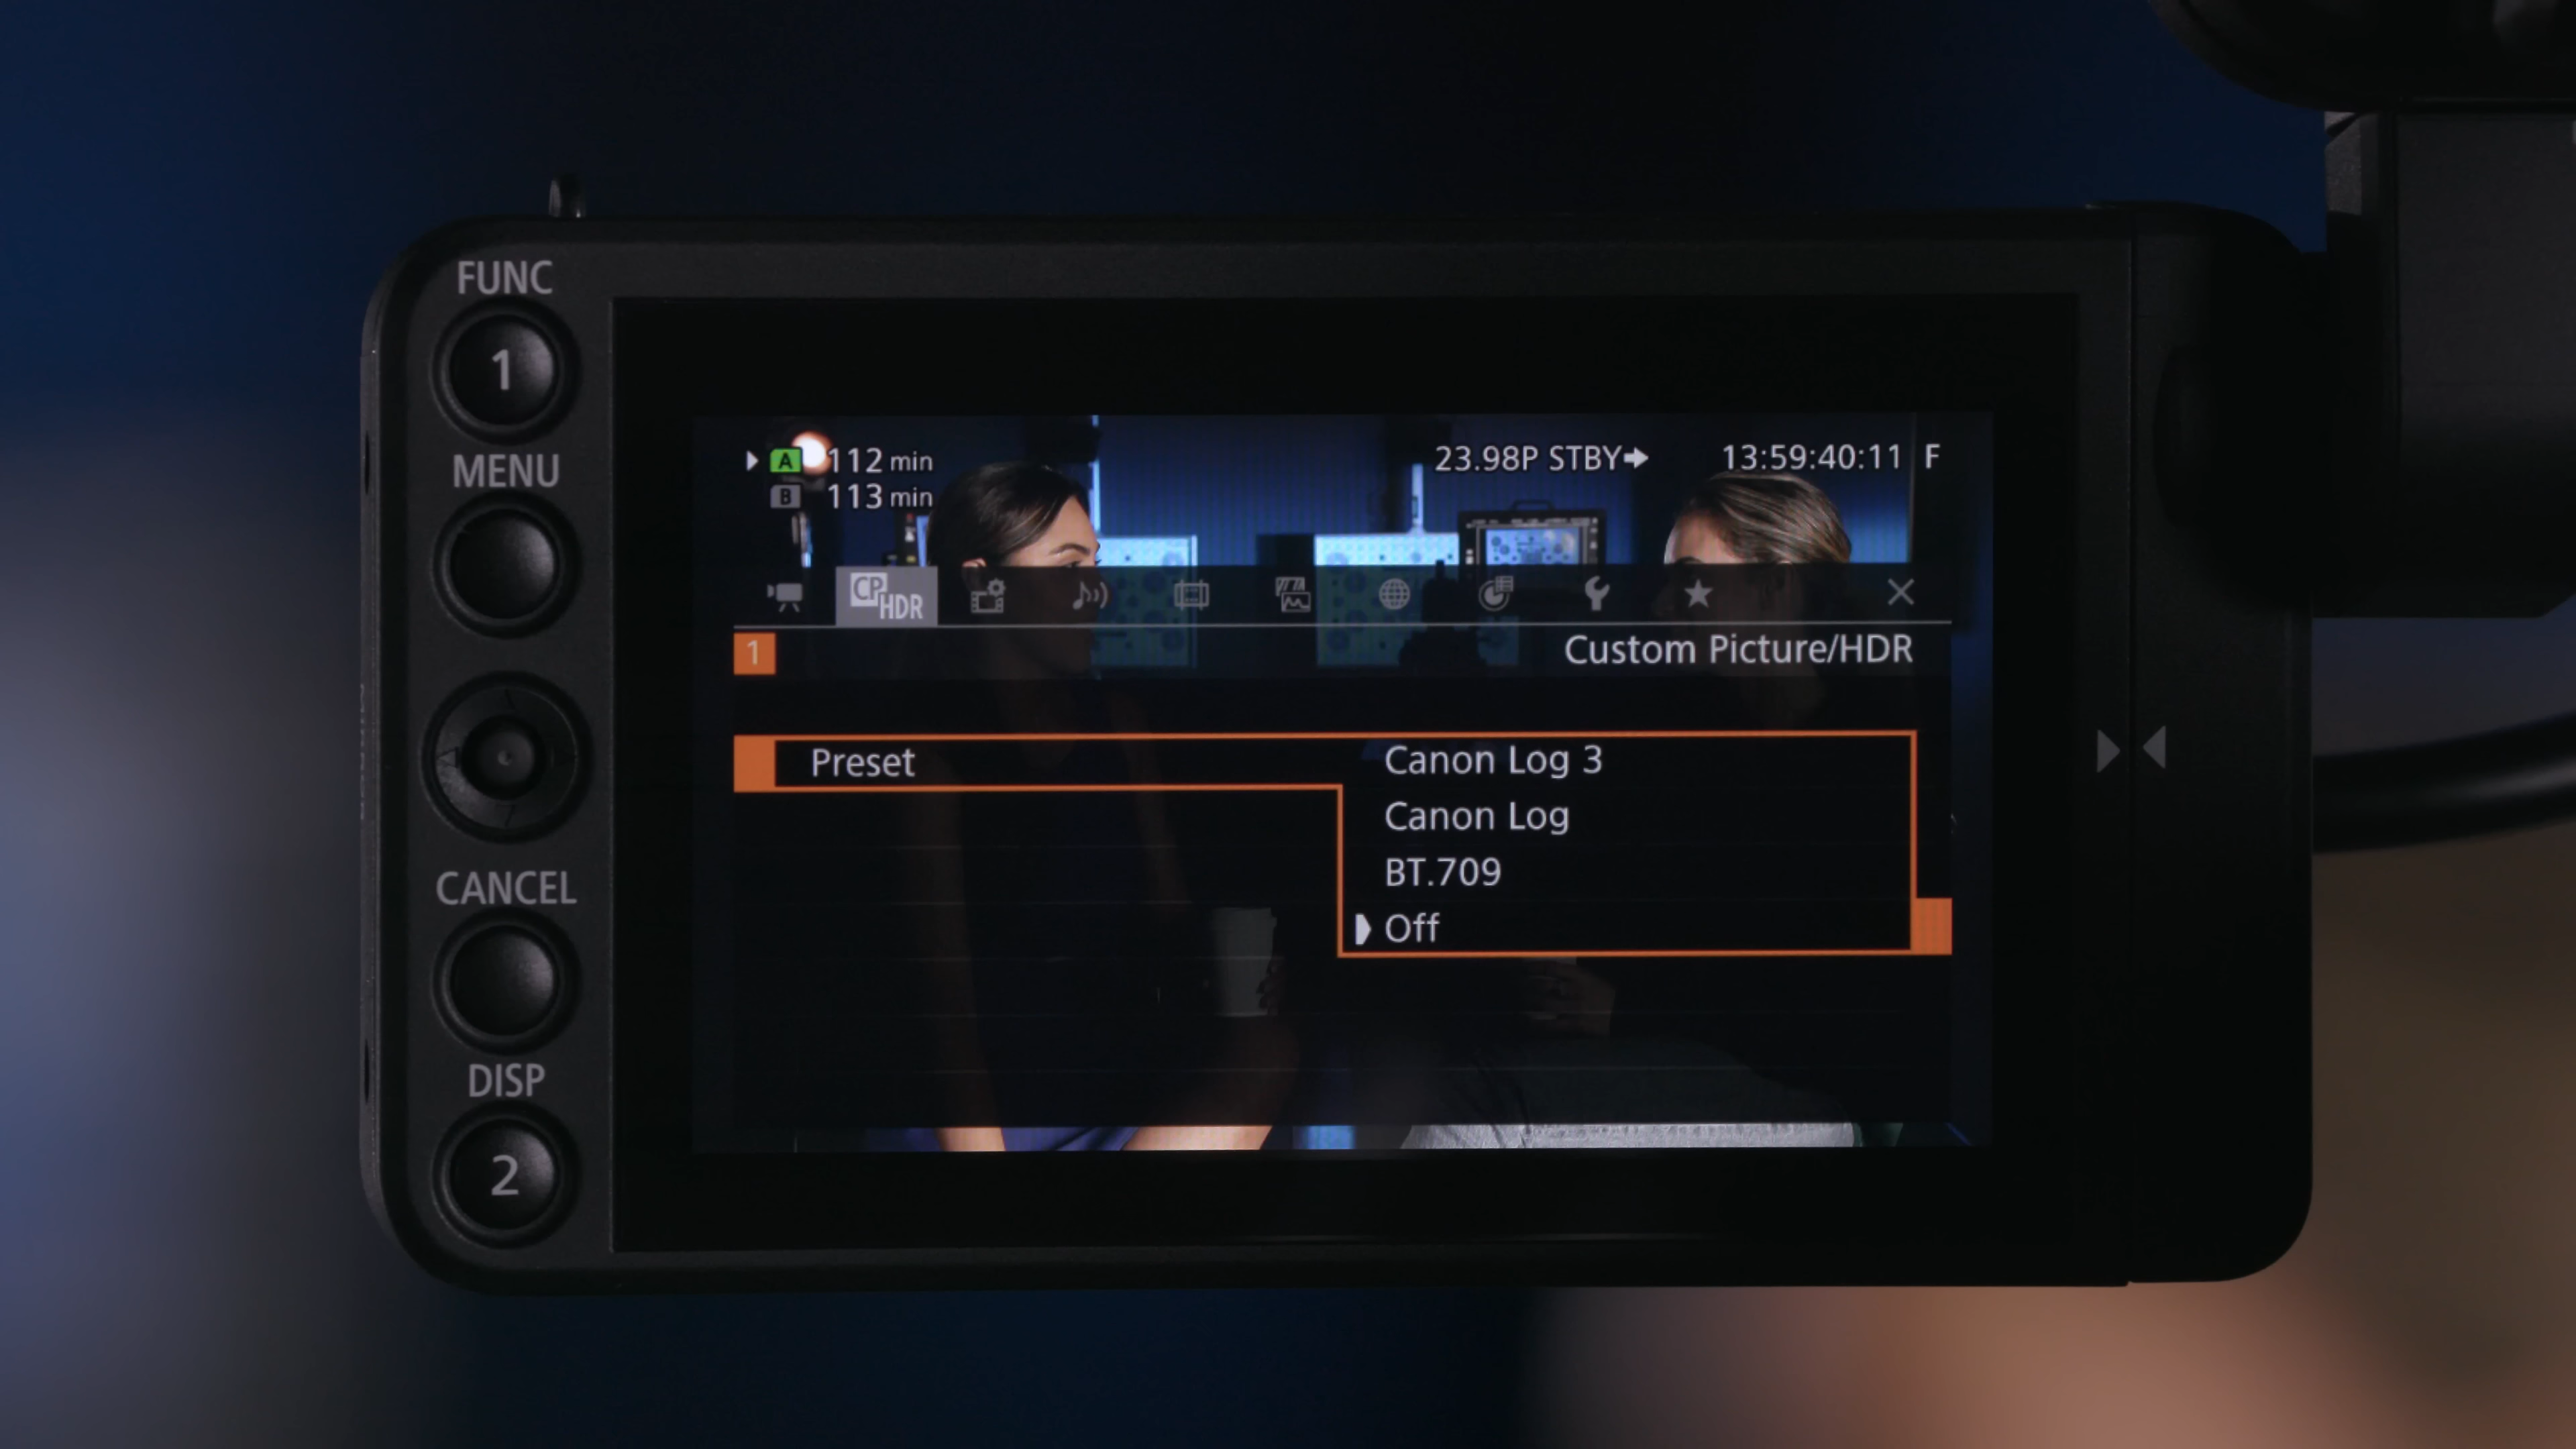 FUNC
1
MENU
CANCEL
DISP
2
A 112 min
B 113 min
23.98P STBY
13:59:40:11 F
CP HDR
1
Custom Picture/HDR
Preset
Canon Log 3
Canon Log
BT.709
Off